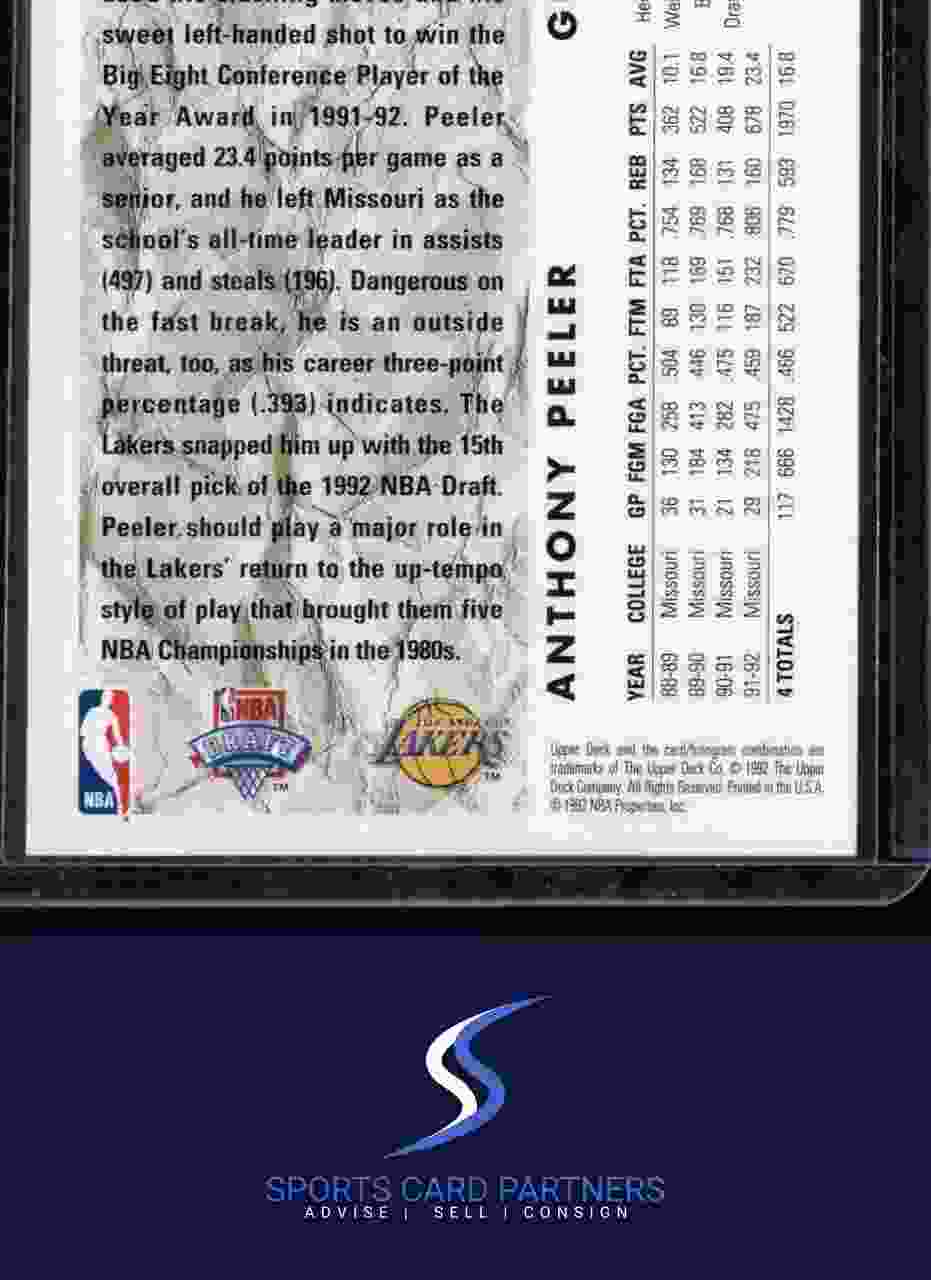 sweet left-handed shot to win the
Big Eight Conference Player of the
Year Award in 1991-92. Peeler
averaged 23.4 points per game as a
senior, and he left Missouri as the
school's all-time leader in assists
(497) and steals (196). Dangerous on
the fast break, he is an outside
threat, too, as his career three-point
percentage (.393) indicates. The
Lakers snapped him up with the 15th
overall pick of the 1992 NBA Draft.
Peeler should play a major role in
the Lakers' return to the up-tempo
style of play that brought them five
NBA Championships in the 1980s.
NBA
NBA
DRAFT
TM
LAKERS
TM
ANTHONY PEELER G
YEAR COLLEGE GP FGM FGA PCT. FTM FTA PCT. REB PTS AVG
88-89 Missouri 36 130 258 .504 89 118 .754 134 362 10.1
89-90 Missouri 31 184 413 .446 130 169 .769 168 522 16.8
90-91 Missouri 21 134 282 .475 116 151 .768 131 408 19.4
91-92 Missouri 29 218 475 .459 187 232 .806 160 678 23.4
4 TOTALS 117 666 1428 .466 522 670 .779 593 1970 16.8
Upper Deck and the card/hologram combination are
trademarks of The Upper Deck Co. © 1992 The Upper
Deck Company. All Rights Reserved. Printed in the U.S.A.
© 1992 NBA Properties, Inc.
SPORTS CARD PARTNERS
ADVISE | SELL | CONSIGN